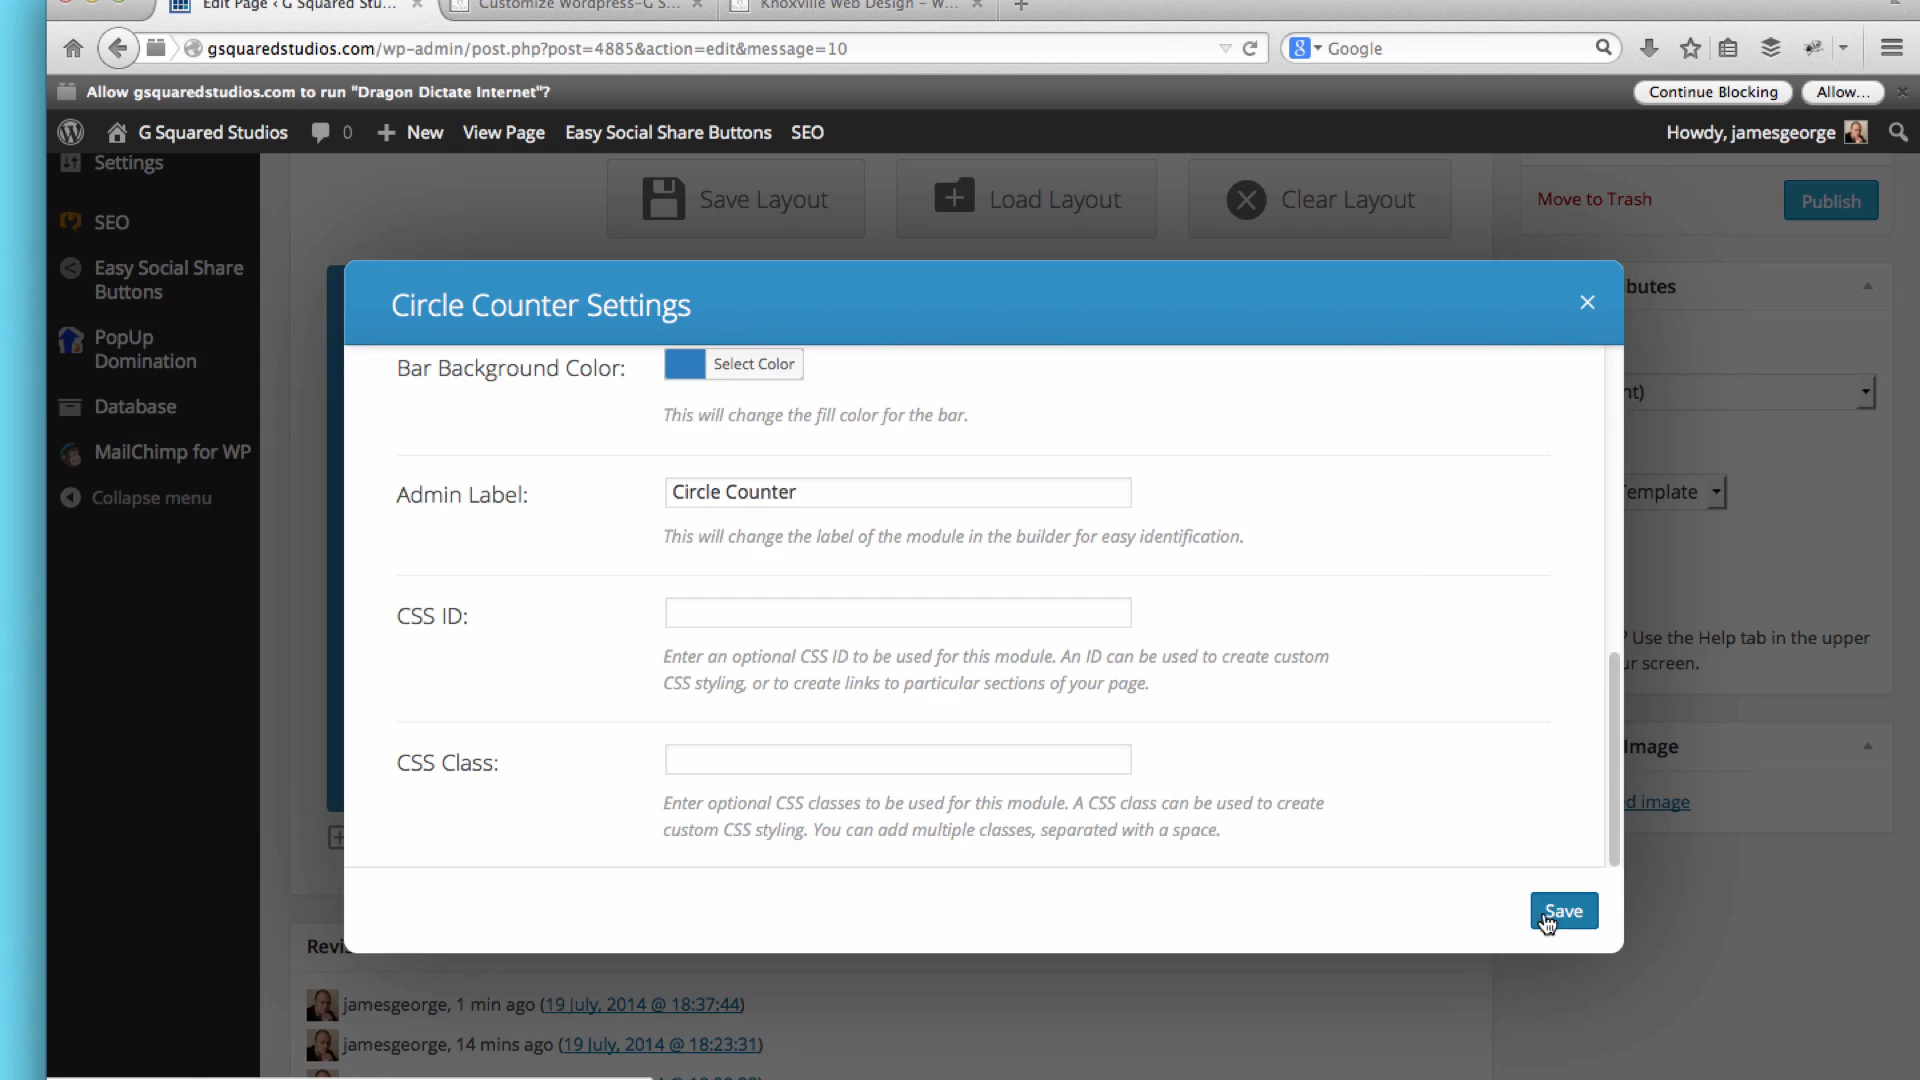 Edit Page ‹ G Squared Stu...
Customize Wordpress-G S...
Knoxville Web Design - W...
gsquaredstudios.com/wp-admin/post.php?post=4885&action=edit&message=10
Google
Allow gsquaredstudios.com to run "Dragon Dictate Internet"?
Continue Blocking
Allow...
G Squared Studios
0
New
View Page
Easy Social Share Buttons
SEO
Howdy, jamesgeorge
Settings
SEO
Easy Social Share
Buttons
PopUp
Domination
Database
MailChimp for WP
Collapse menu
Save Layout
Load Layout
Clear Layout
Move to Trash
Publish
Circle Counter Settings
Bar Background Color:
Select Color
This will change the fill color for the bar.
Admin Label:
Circle Counter
This will change the label of the module in the builder for easy identification.
CSS ID:
Enter an optional CSS ID to be used for this module. An ID can be used to create custom
CSS styling, or to create links to particular sections of your page.
CSS Class:
Enter optional CSS classes to be used for this module. A CSS class can be used to create
custom CSS styling. You can add multiple classes, separated with a space.
Save
butes
nt)
Template
? Use the Help tab in the upper
ur screen.
Image
d image
Revi
jamesgeorge, 1 min ago (19 July, 2014 @ 18:37:44)
jamesgeorge, 14 mins ago (19 July, 2014 @ 18:23:31)